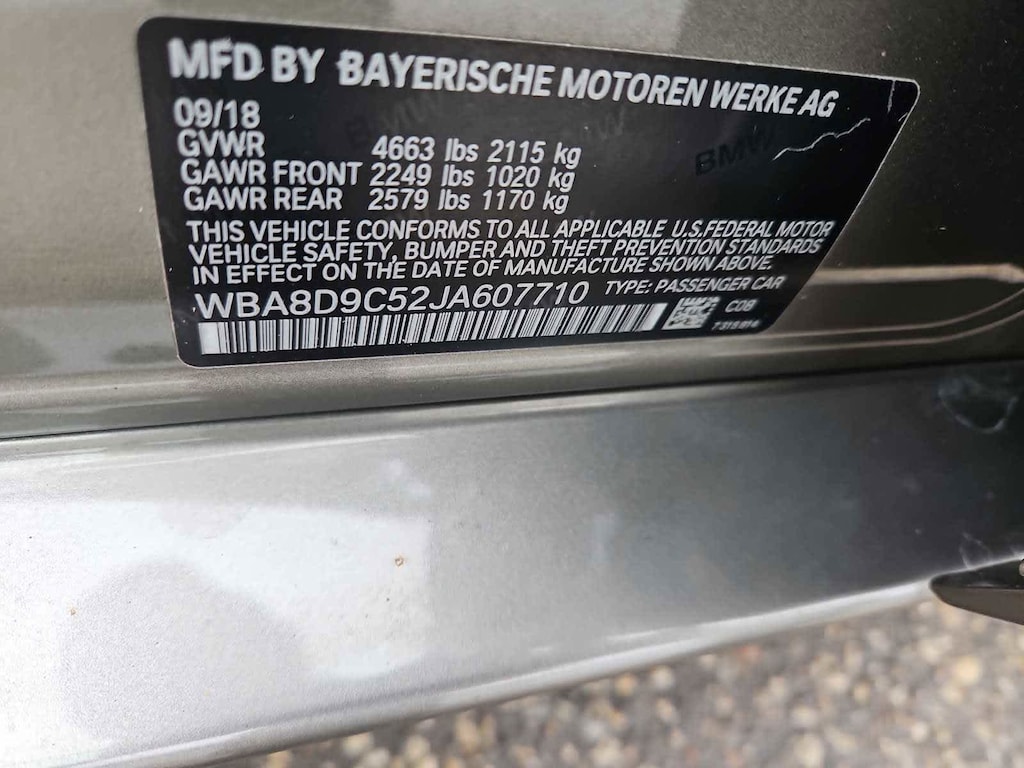 MFD BY BAYERISCHE MOTOREN WERKE AG
09/18
GVWR 4663 lbs 2115 kg
GAWR FRONT 2249 lbs 1020 kg
GAWR REAR 2579 lbs 1170 kg
THIS VEHICLE CONFORMS TO ALL APPLICABLE U.S.FEDERAL MOTOR
VEHICLE SAFETY, BUMPER AND THEFT PREVENTION STANDARDS
IN EFFECT ON THE DATE OF MANUFACTURE SHOWN ABOVE.
WBA8D9C52JA607710 TYPE: PASSENGER CAR
BMW